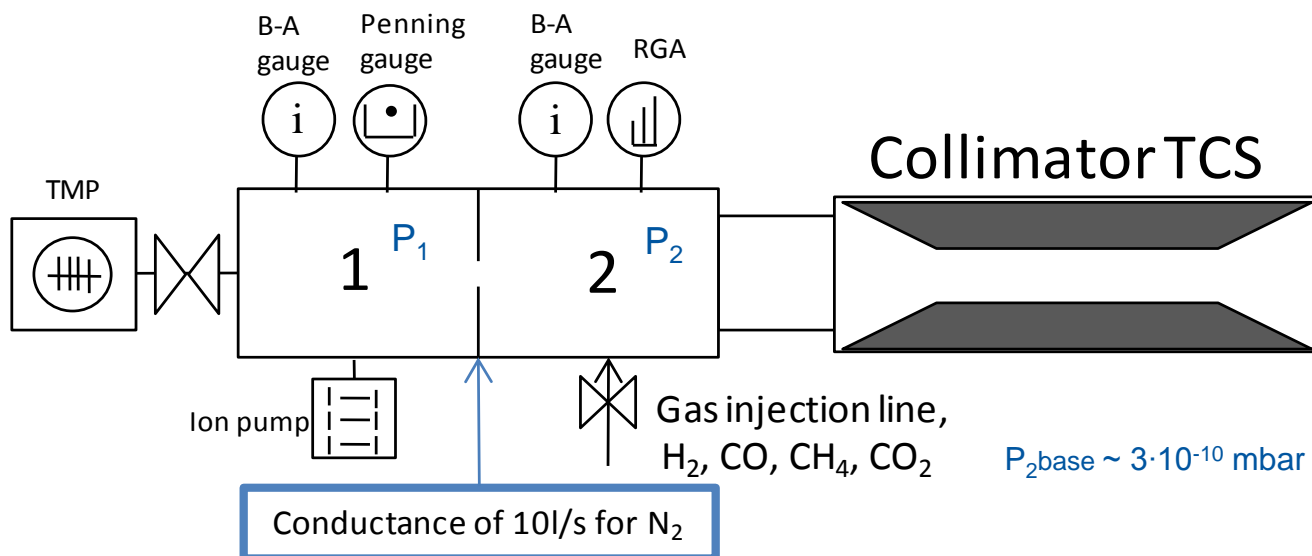 B-A
gauge
Penning
gauge
B-A
gauge
RGA
i
i
Collimator TCS
TMP
1
P₁
2
P₂
Ion pump
Gas injection line,
H₂, CO, CH₄, CO₂
P₂base ~ 3·10⁻¹⁰ mbar
Conductance of 10l/s for N₂